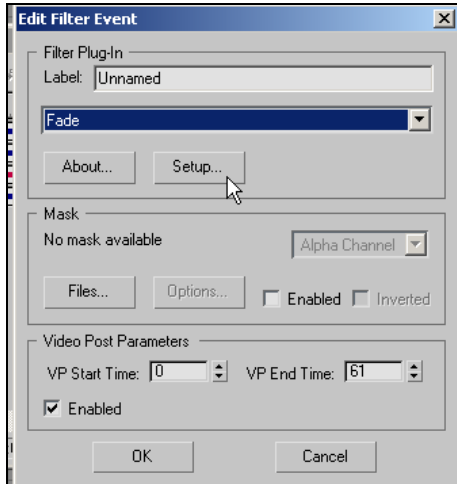 Edit Filter Event
Filter Plug-In
Label: Unnamed
Fade
About... Setup...
Mask
No mask available Alpha Channel
Files... Options... Enabled Inverted
Video Post Parameters
VP Start Time: 0 VP End Time: 61
Enabled
OK Cancel